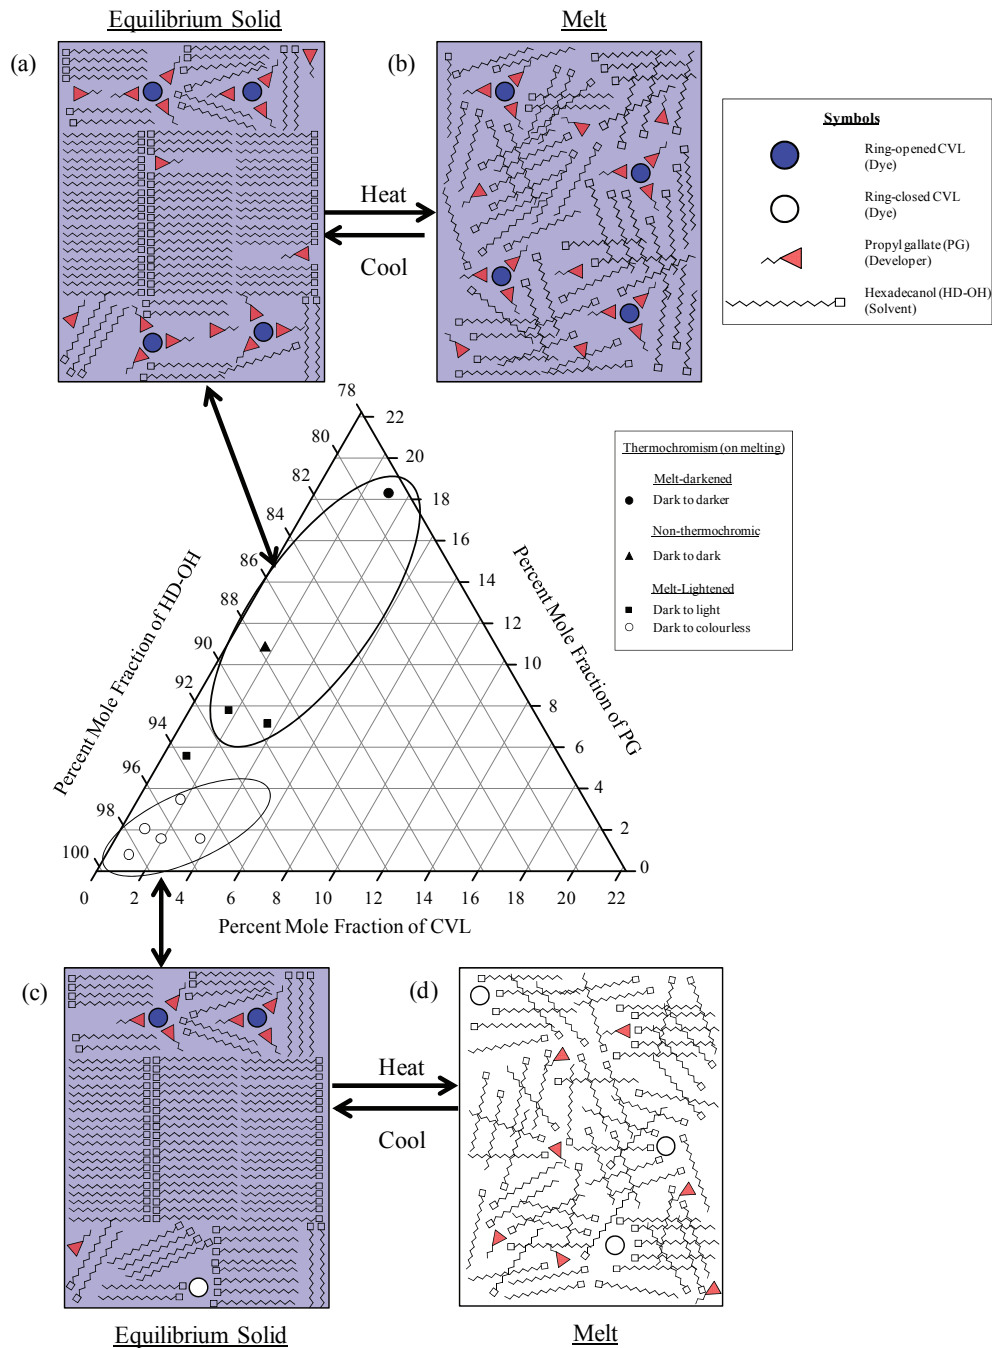 Equilibrium Solid
Melt
(a)
(b)
Heat
Cool
Symbols
Ring-opened CVL
(Dye)
Ring-closed CVL
(Dye)
Propyl gallate (PG)
(Developer)
Hexadecanol (HD-OH)
(Solvent)
78
80
82
84
86
88
90
92
94
96
98
100
22
20
18
16
14
12
10
8
6
4
2
0
0
2
4
6
8
10
12
14
16
18
20
22
Percent Mole Fraction of HD-OH
Percent Mole Fraction of PG
Percent Mole Fraction of CVL
Thermochromism (on melting)
Melt-darkened
Dark to darker
Non-thermochromic
Dark to dark
Melt-Lightened
Dark to light
Dark to colourless
(c)
(d)
Heat
Cool
Equilibrium Solid
Melt